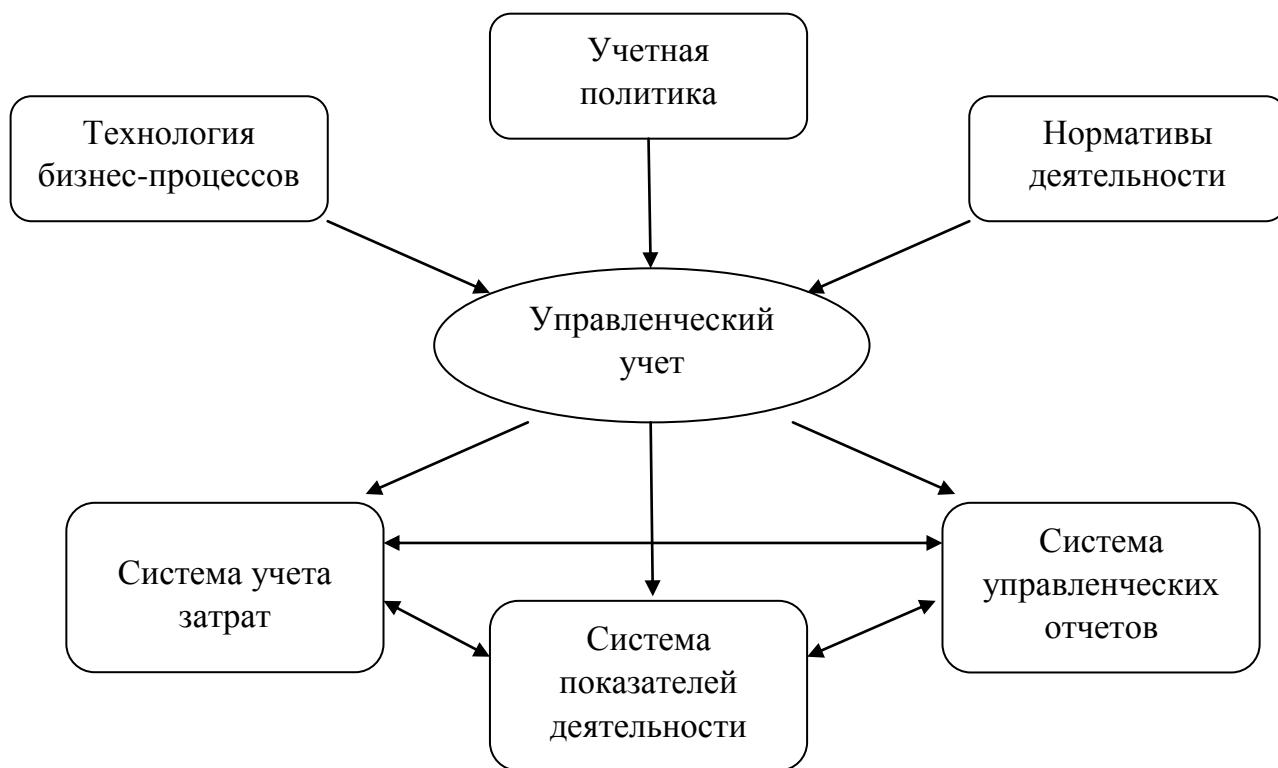 Учетная
политика
Технология
бизнес-процессов
Нормативы
деятельности
Управленческий
учет
Система учета
затрат
Система
показателей
деятельности
Система
управленческих
отчетов